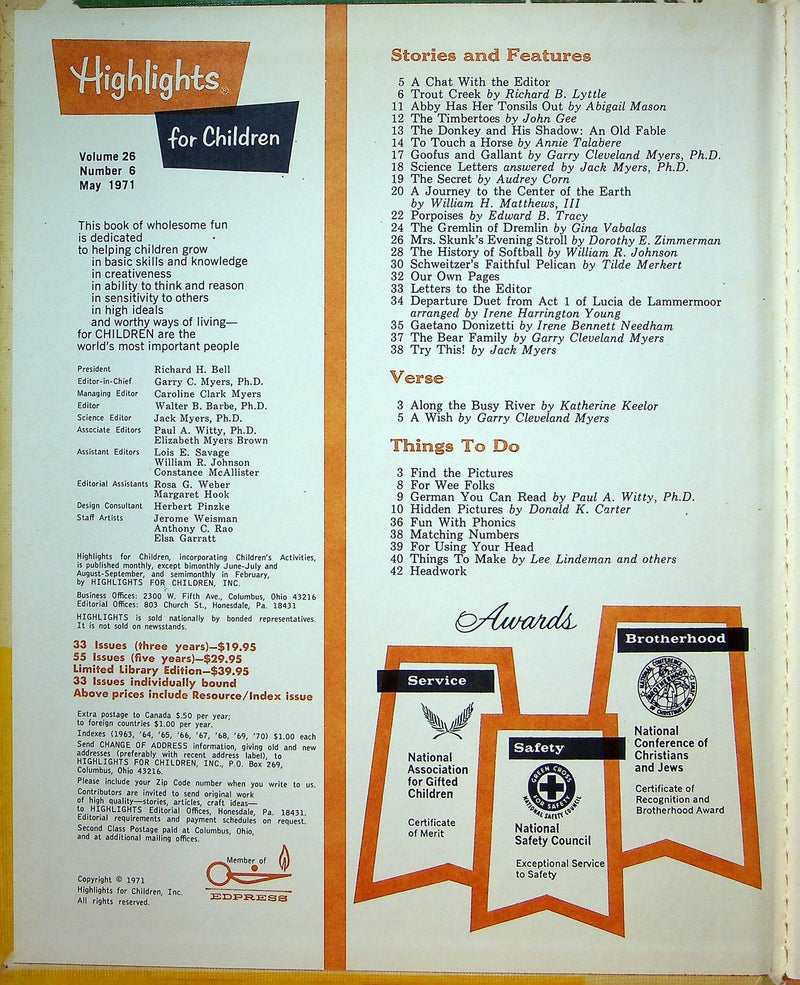 Highlights®
for Children
Volume 26
Number 6
May 1971
This book of wholesome fun
is dedicated
to helping children grow
in basic skills and knowledge
in creativeness
in ability to think and reason
in sensitivity to others
in high ideals
and worthy ways of living—
for CHILDREN are the
world's most important people
President Richard H. Bell
Editor-in-Chief Garry C. Myers, Ph.D.
Managing Editor Caroline Clark Myers
Editor Walter B. Barbe, Ph.D.
Science Editor Jack Myers, Ph.D.
Associate Editors Paul A. Witty, Ph.D.
Elizabeth Myers Brown
Assistant Editors Lois E. Savage
William R. Johnson
Constance McAllister
Editorial Assistants Rosa G. Weber
Margaret Hook
Design Consultant Herbert Pinzke
Staff Artists Jerome Weisman
Anthony C. Rao
Elsa Garratt
Highlights for Children, incorporating Children's Activities,
is published monthly, except bimonthly June-July and
August-September, and semimonthly in February,
by HIGHLIGHTS FOR CHILDREN, INC.
Business Offices: 2300 W. Fifth Ave., Columbus, Ohio 43216
Editorial Offices: 803 Church St., Honesdale, Pa. 18431
HIGHLIGHTS is sold nationally by bonded representatives.
It is not sold on newsstands.
33 Issues (three years)—$19.95
55 Issues (five years)—$29.95
Limited Library Edition—$39.95
33 Issues individually bound
Above prices include Resource/Index issue
Extra postage to Canada $.50 per year;
to foreign countries $1.00 per year.
Indexes (1963, '64, '65, '66, '67, '68, '69, '70) $1.00 each
Send CHANGE OF ADDRESS information, giving old and new
addresses (preferably with recent address label), to
HIGHLIGHTS FOR CHILDREN, INC., P.O. Box 269,
Columbus, Ohio 43216.
Please include your Zip Code number when you write to us.
Contributors are invited to send original work
of high quality—stories, articles, craft ideas—
to HIGHLIGHTS Editorial Offices, Honesdale, Pa. 18431.
Editorial requirements and payment schedules on request.
Second Class Postage paid at Columbus, Ohio,
and at additional mailing offices.
Copyright © 1971
Highlights for Children, Inc.
All rights reserved.
Member of
EDPRESS
Stories and Features
5 A Chat With the Editor
6 Trout Creek by Richard B. Lyttle
11 Abby Has Her Tonsils Out by Abigail Mason
12 The Timbertoes by John Gee
13 The Donkey and His Shadow: An Old Fable
14 To Touch a Horse by Annie Talabere
17 Goofus and Gallant by Garry Cleveland Myers, Ph.D.
18 Science Letters answered by Jack Myers, Ph.D.
19 The Secret by Audrey Corn
20 A Journey to the Center of the Earth
by William H. Matthews, III
22 Porpoises by Edward B. Tracy
24 The Gremlin of Dremlin by Gina Vabalas
26 Mrs. Skunk's Evening Stroll by Dorothy E. Zimmerman
28 The History of Softball by William R. Johnson
30 Schweitzer's Faithful Pelican by Tilde Merkert
32 Our Own Pages
33 Letters to the Editor
34 Departure Duet from Act 1 of Lucia de Lammermoor
arranged by Irene Harrington Young
35 Gaetano Donizetti by Irene Bennett Needham
37 The Bear Family by Garry Cleveland Myers
38 Try This! by Jack Myers
Verse
3 Along the Busy River by Katherine Keelor
5 A Wish by Garry Cleveland Myers
Things To Do
3 Find the Pictures
8 For Wee Folks
9 German You Can Read by Paul A. Witty, Ph.D.
10 Hidden Pictures by Donald K. Carter
36 Fun With Phonics
38 Matching Numbers
39 For Using Your Head
40 Things To Make by Lee Lindeman and others
42 Headwork
Awards
Service
National
Association
for Gifted
Children
Certificate
of Merit
Safety
GREEN CROSS
FOR SAFETY
NATIONAL SAFETY COUNCIL
National
Safety Council
Exceptional Service
to Safety
Brotherhood
BROTHERHOOD
National
Conference of
Christians
and Jews
Certificate of
Recognition and
Brotherhood Award